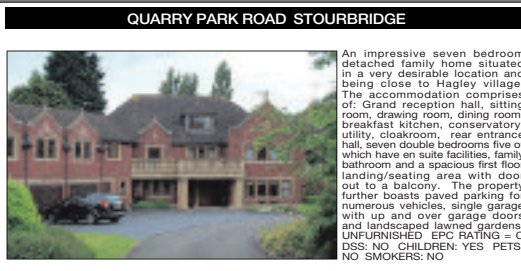 QUARRY PARK ROAD STOURBRIDGE
An impressive seven bedroom
detached family home situated
in a very desirable location and
being close to Hagley village.
The accommodation comprises
of: Grand reception hall, sitting
room, drawing room, dining room,
breakfast kitchen, conservatory,
utility, cloakroom, rear entrance
hall, seven double bedrooms five of
which have en suite facilities, family
bathroom and a spacious first floor
landing/seating area with door
out to a balcony. The property
further boasts paved parking for
numerous vehicles, single garage
with up and over garage doors
and landscaped lawned gardens.
UNFURNISHED EPC RATING = C
DSS: NO CHILDREN: YES PETS:
NO SMOKERS: NO